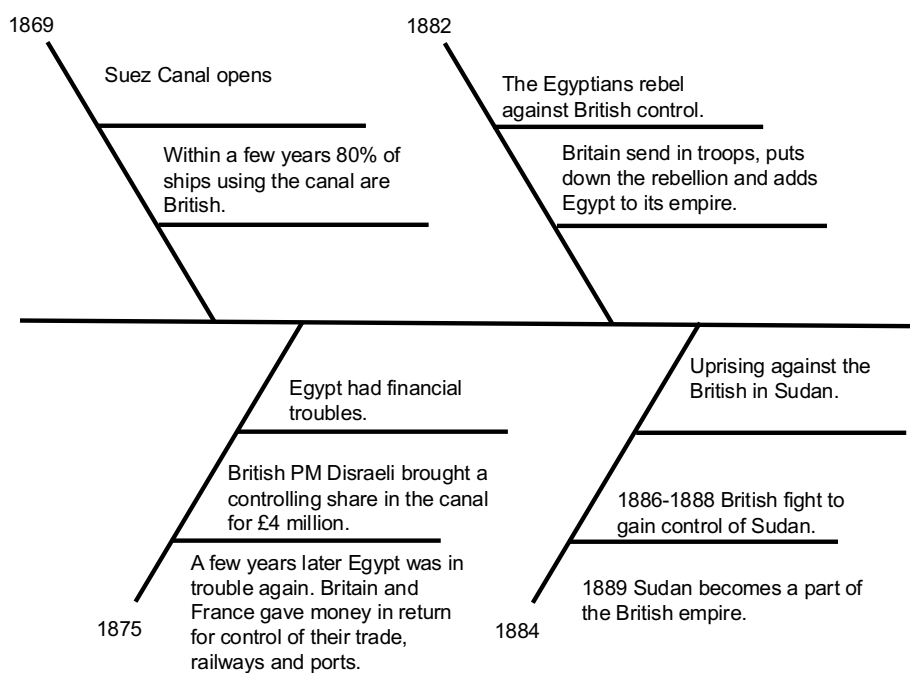 1869
Suez Canal opens
Within a few years 80% of
ships using the canal are
British.
1882
The Egyptians rebel
against British control.
Britain send in troops, puts
down the rebellion and adds
Egypt to its empire.
Egypt had financial
troubles.
British PM Disraeli brought a
controlling share in the canal
for £4 million.
A few years later Egypt was in
trouble again. Britain and
France gave money in return
for control of their trade,
railways and ports.
1875
Uprising against the
British in Sudan.
1886-1888 British fight to
gain control of Sudan.
1889 Sudan becomes a part of
the British empire.
1884